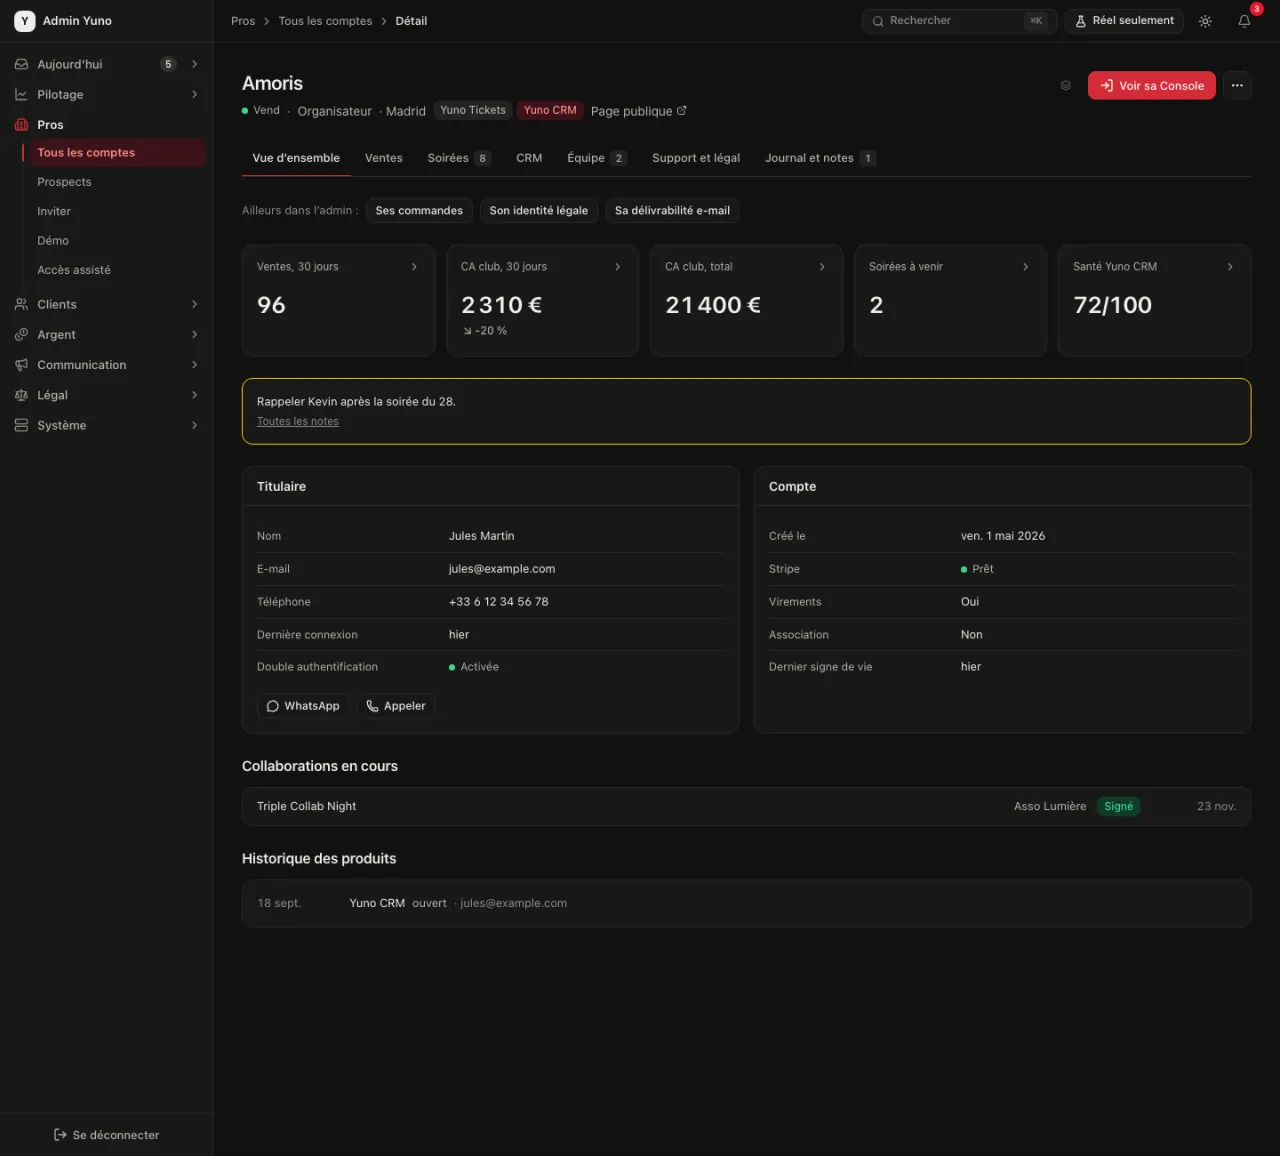 Y Admin Yuno
Pros > Tous les comptes > Détail
Rechercher ⌘K
Réel seulement
3
Aujourd'hui 5
Pilotage
Pros
Tous les comptes
Prospects
Inviter
Démo
Accès assisté
Clients
Argent
Communication
Légal
Système
Se déconnecter
Amoris
Voir sa Console
Vend · Organisateur · Madrid Yuno Tickets Yuno CRM Page publique
Vue d'ensemble Ventes Soirées 8 CRM Équipe 2 Support et légal Journal et notes 1
Ailleurs dans l'admin : Ses commandes Son identité légale Sa délivrabilité e-mail
Ventes, 30 jours
96
CA club, 30 jours
2 310 €
-20 %
CA club, total
21 400 €
Soirées à venir
2
Santé Yuno CRM
72/100
Rappeler Kevin après la soirée du 28.
Toutes les notes
Titulaire
Nom Jules Martin
E-mail jules@example.com
Téléphone +33 6 12 34 56 78
Dernière connexion hier
Double authentification Activée
WhatsApp Appeler
Compte
Créé le ven. 1 mai 2026
Stripe Prêt
Virements Oui
Association Non
Dernier signe de vie hier
Collaborations en cours
Triple Collab Night Asso Lumière Signé 23 nov.
Historique des produits
18 sept. Yuno CRM ouvert · jules@example.com